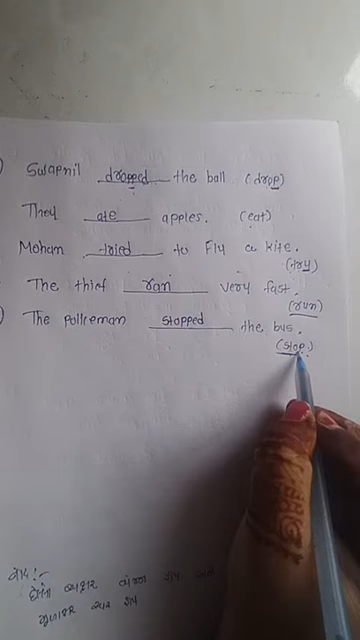 Swapnil dropped the ball (drop)
They ate apples. (eat)
Mohan tried to Fly a kite.
(try)
The thief ran very fast.
(run)
The policeman stopped the bus.
(stop)